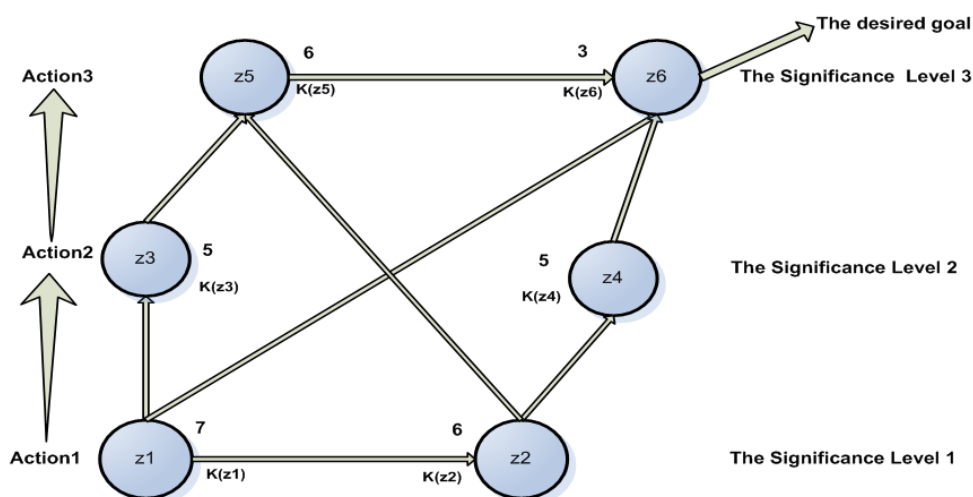 The desired goal
6
3
Action3
z5
z6
The Significance Level 3
K(z5)
K(z6)
Action2
z3
5
5
z4
The Significance Level 2
K(z3)
K(z4)
7
6
Action1
z1
z2
The Significance Level 1
K(z1)
K(z2)